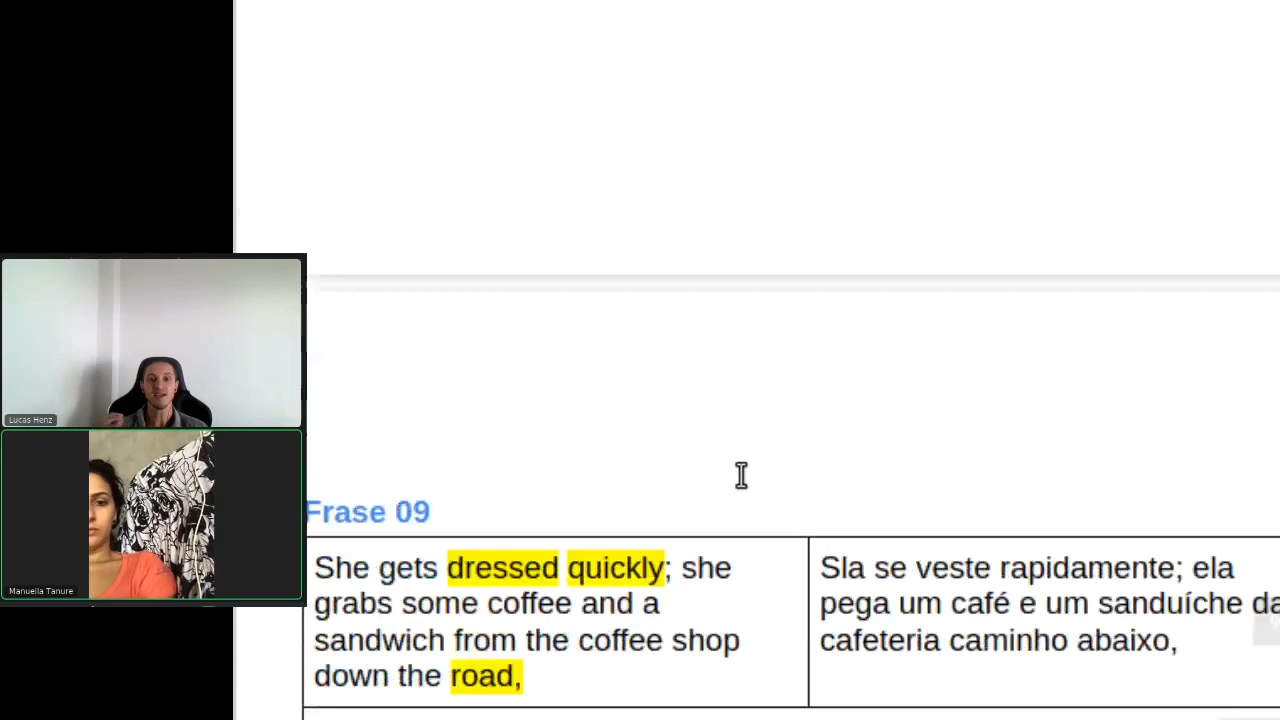 Lucas Henz
Manuella Tanure
Frase 09
She gets dressed quickly; she
grabs some coffee and a
sandwich from the coffee shop
down the road,
Sla se veste rapidamente; ela
pega um café e um sanduíche da
cafeteria caminho abaixo,